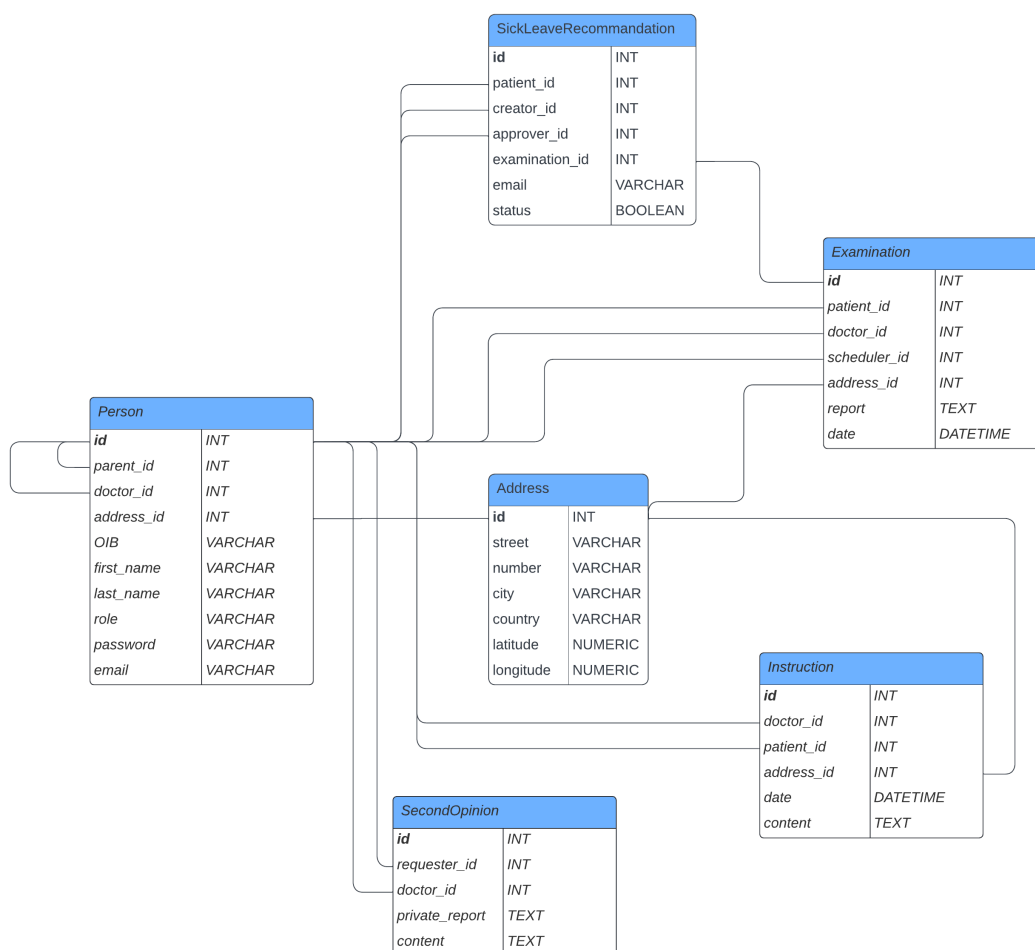 SickLeaveRecommandation
id INT
patient_id INT
creator_id INT
approver_id INT
examination_id INT
email VARCHAR
status BOOLEAN
Examination
id INT
patient_id INT
doctor_id INT
scheduler_id INT
address_id INT
report TEXT
date DATETIME
Person
id INT
parent_id INT
doctor_id INT
address_id INT
OIB VARCHAR
first_name VARCHAR
last_name VARCHAR
role VARCHAR
password VARCHAR
email VARCHAR
Address
id INT
street VARCHAR
number VARCHAR
city VARCHAR
country VARCHAR
latitude NUMERIC
longitude NUMERIC
Instruction
id INT
doctor_id INT
patient_id INT
address_id INT
date DATETIME
content TEXT
SecondOpinion
id INT
requester_id INT
doctor_id INT
private_report TEXT
content TEXT